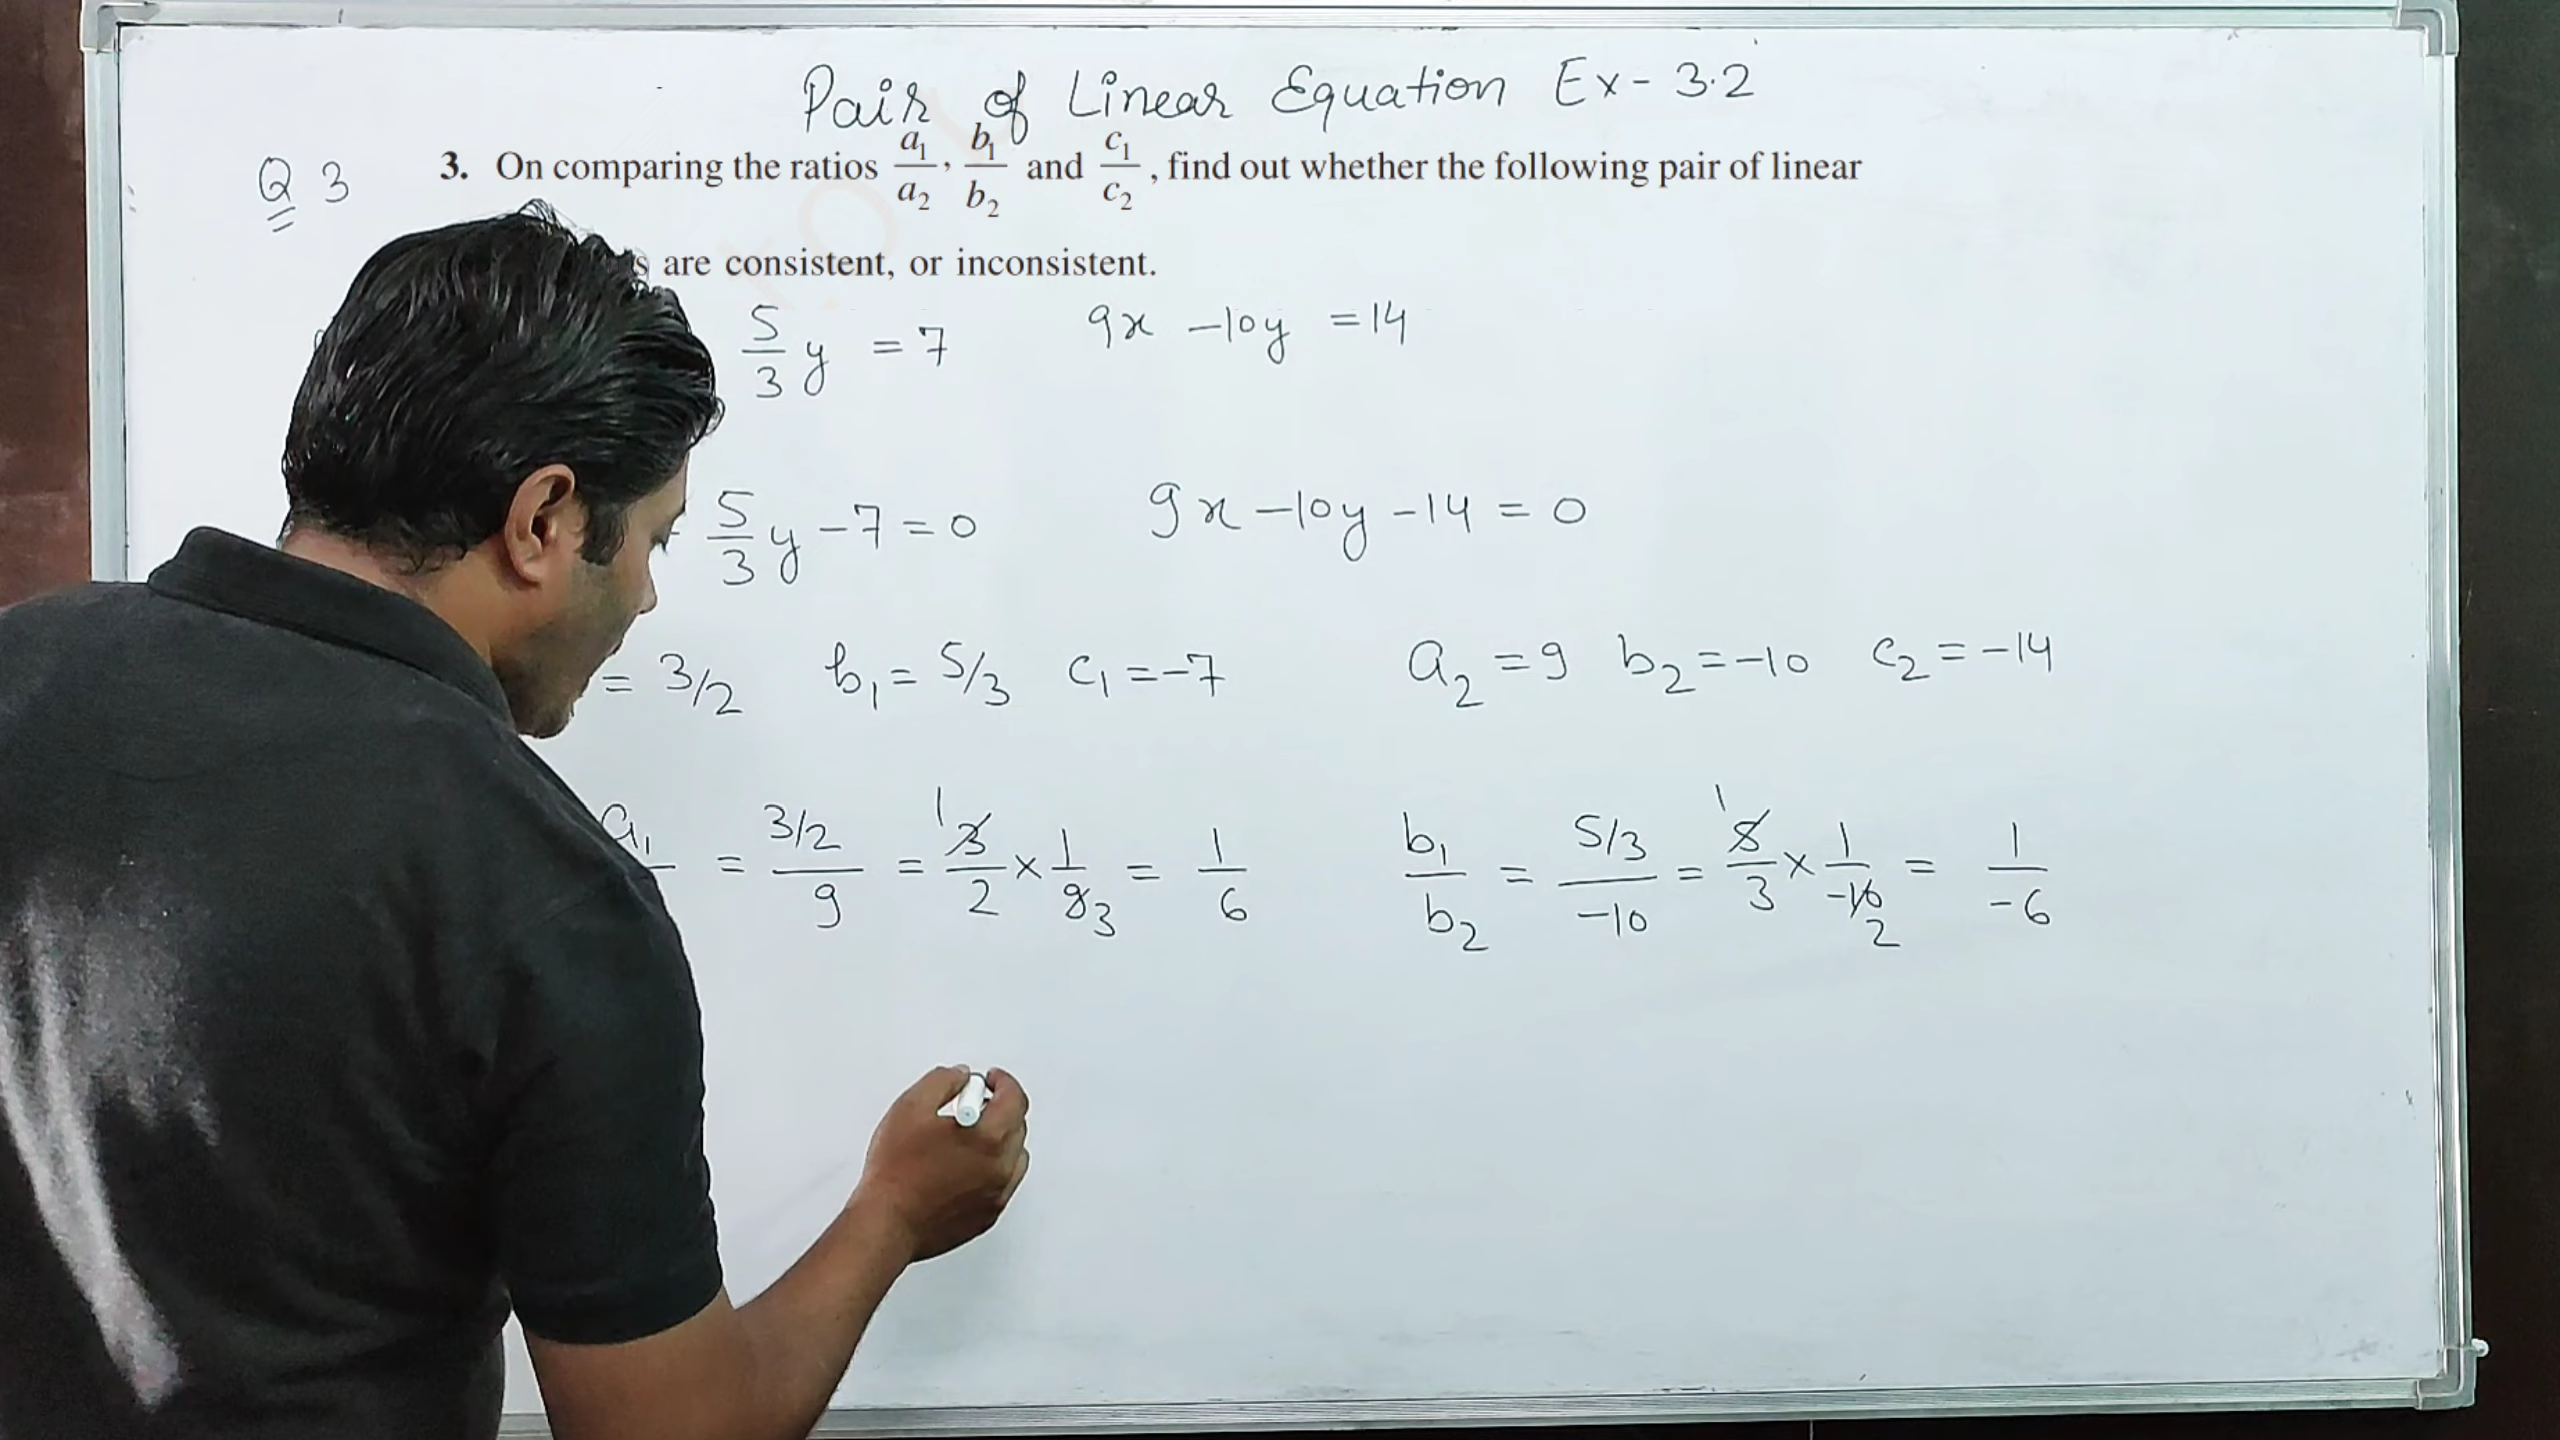 Pair of Linear Equation Ex- 3.2
Q 3
3. On comparing the ratios a₁/a₂, b₁/b₂ and c₁/c₂, find out whether the following pair of linear
s are consistent, or inconsistent.
5/3 y = 7 9x -10y = 14
5/3 y - 7 = 0 9x - 10y - 14 = 0
= 3/2 b₁ = 5/3 c₁ = -7 a₂ = 9 b₂ = -10 c₂ = -14
a₁ = (3/2)/9 = ¹3/2 × 1/9 3 = 1/6 b₁/b₂ = (5/3)/-10 = ¹5/3 × 1/-10 2 = 1/-6